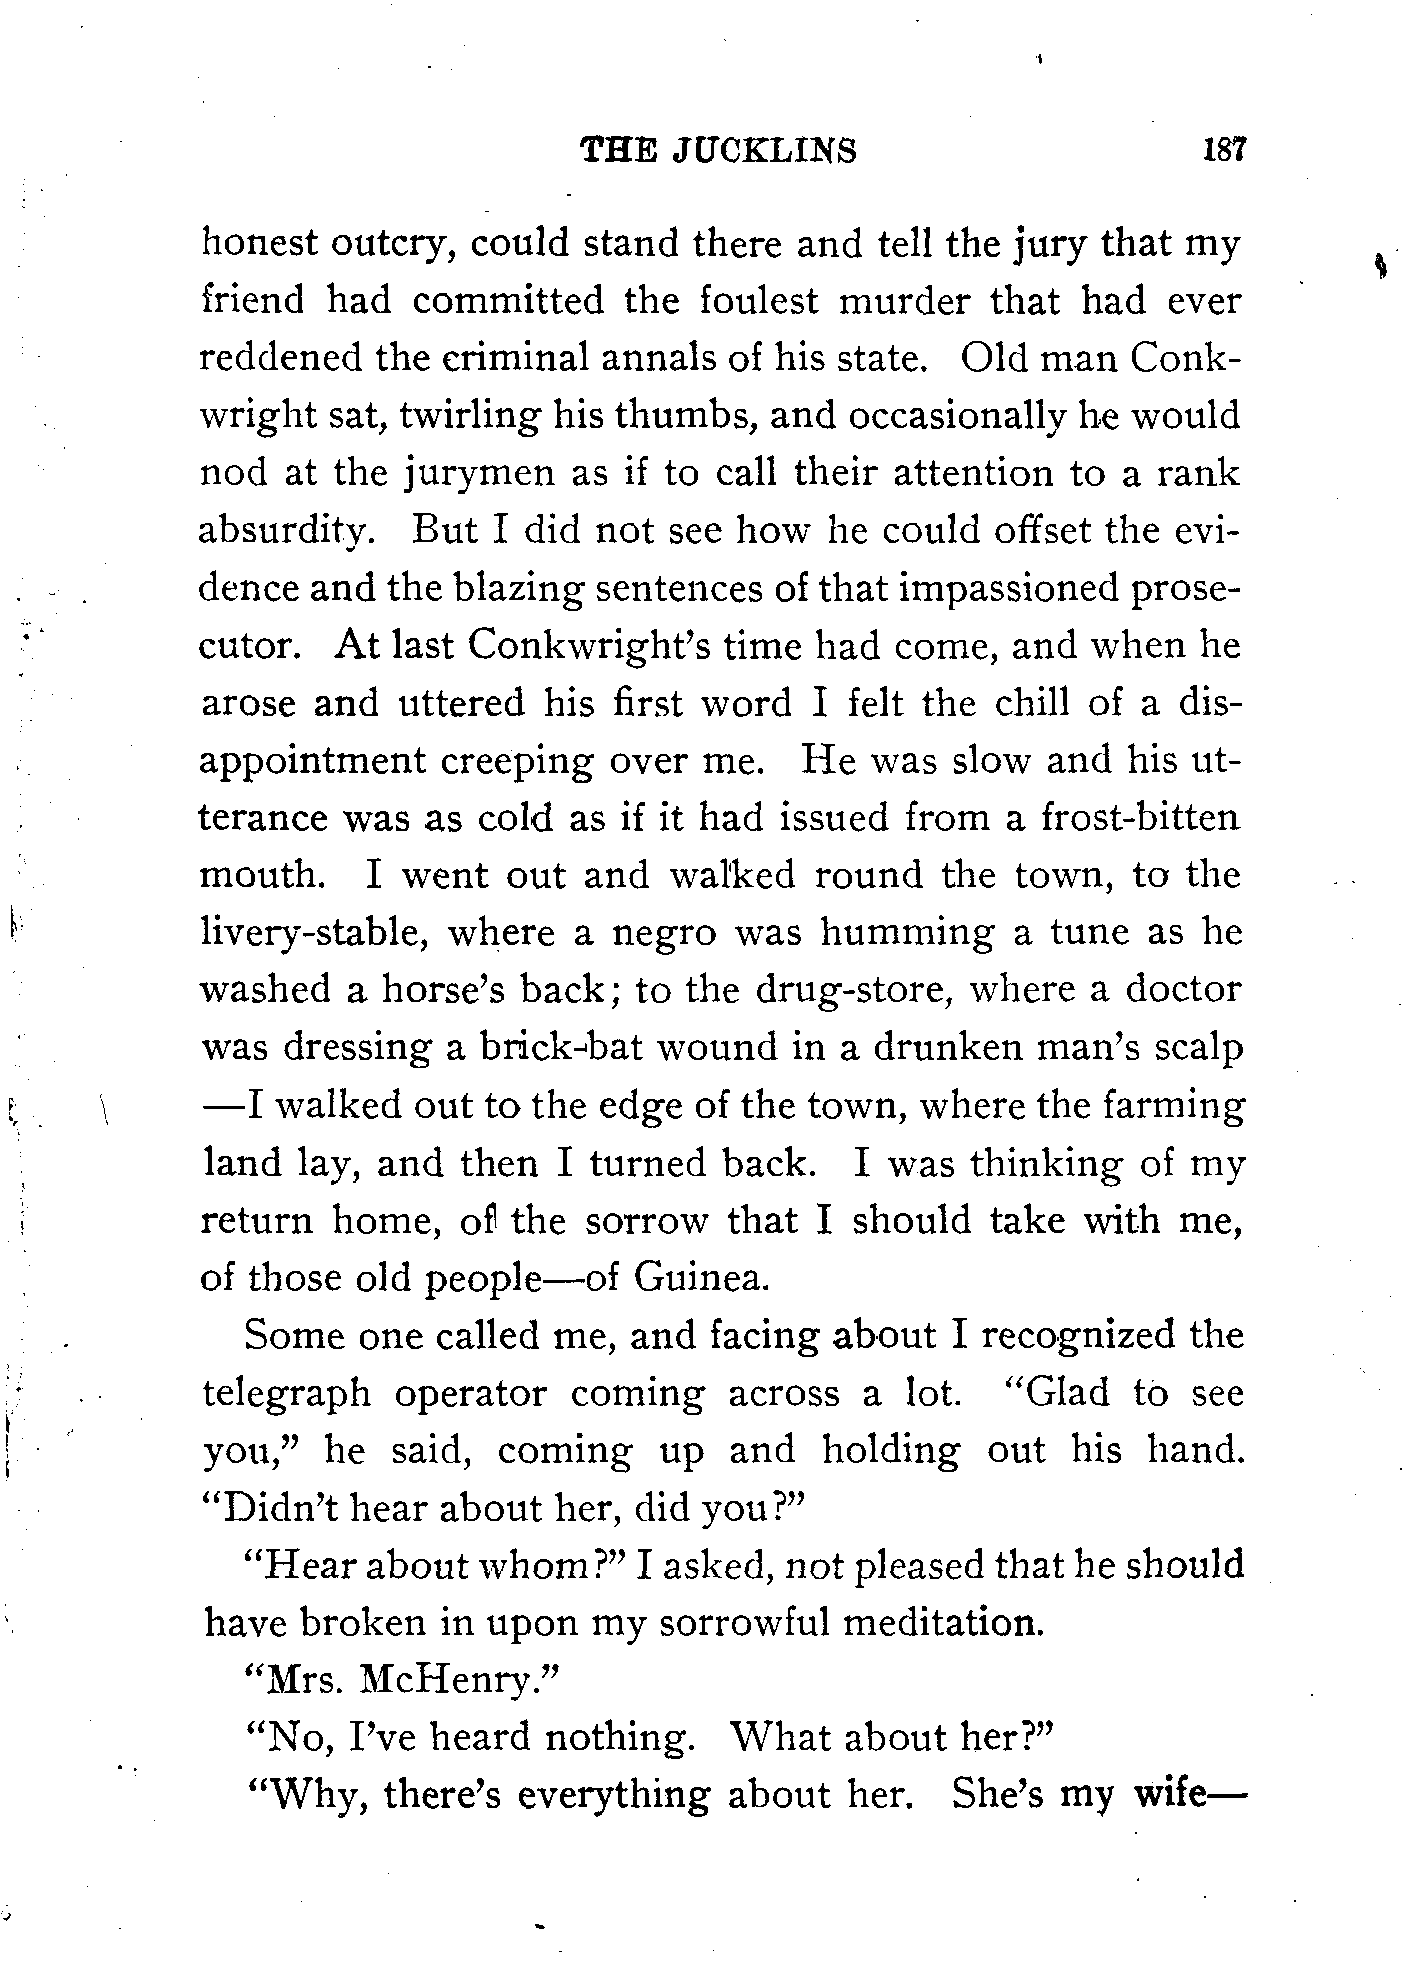 THE JUCKLINS 187
honest outcry, could stand there and tell the jury that my
friend had committed the foulest murder that had ever
reddened the criminal annals of his state. Old man Conk-
wright sat, twirling his thumbs, and occasionally he would
nod at the jurymen as if to call their attention to a rank
absurdity. But I did not see how he could offset the evi-
dence and the blazing sentences of that impassioned prose-
cutor. At last Conkwright's time had come, and when he
arose and uttered his first word I felt the chill of a dis-
appointment creeping over me. He was slow and his ut-
terance was as cold as if it had issued from a frost-bitten
mouth. I went out and walked round the town, to the
livery-stable, where a negro was humming a tune as he
washed a horse's back; to the drug-store, where a doctor
was dressing a brick-bat wound in a drunken man's scalp
—I walked out to the edge of the town, where the farming
land lay, and then I turned back. I was thinking of my
return home, of the sorrow that I should take with me,
of those old people—of Guinea.
Some one called me, and facing about I recognized the
telegraph operator coming across a lot. "Glad to see
you," he said, coming up and holding out his hand.
"Didn't hear about her, did you?"
"Hear about whom?" I asked, not pleased that he should
have broken in upon my sorrowful meditation.
"Mrs. McHenry."
"No, I've heard nothing. What about her?"
"Why, there's everything about her. She's my wife—